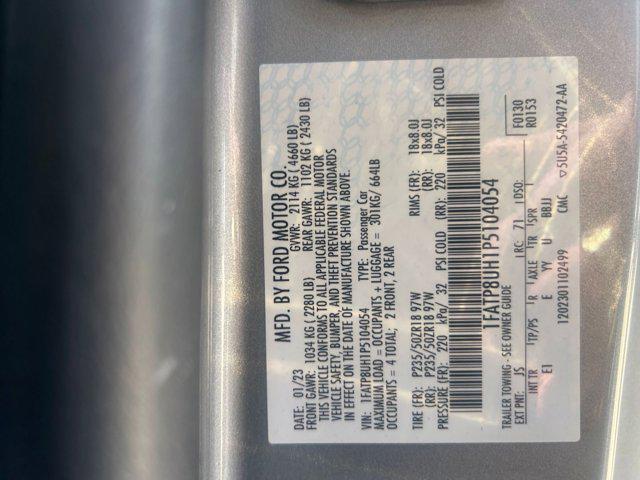 MFD. BY FORD MOTOR CO.
DATE: 01/23 GVWR: 2114 KG ( 4660 LB)
FRONT GAWR: 1034 KG ( 2280 LB) REAR GAWR: 1102 KG ( 2430 LB)
THIS VEHICLE CONFORMS TO ALL APPLICABLE FEDERAL MOTOR
VEHICLE SAFETY, BUMPER, AND THEFT PREVENTION STANDARDS
IN EFFECT ON THE DATE OF MANUFACTURE SHOWN ABOVE.
VIN: 1FATP8UH1P5104054 TYPE: Passenger Car
MAXIMUM LOAD = OCCUPANTS + LUGGAGE = 301KG/ 664LB
OCCUPANTS = 4 TOTAL; 2 FRONT, 2 REAR
TIRE (FR): P235/50ZR18 97W RIMS (FR): 18x8.0J
(RR): P235/50ZR18 97W (RR): 18x8.0J
PRESSURE (FR): 220 kPa/ 32 PSI COLD (RR): 220 kPa/ 32 PSI COLD
1FATP8UH1P5104054
TRAILER TOWING - SEE OWNER GUIDE F0130
EXT PNT: JS RC: 71 DSO: R0153
INT TR TP/PS R AXLE TR SPR
EI E YY U BBJJ
1202301102499 CMC ▽5U5A-5420472-AA